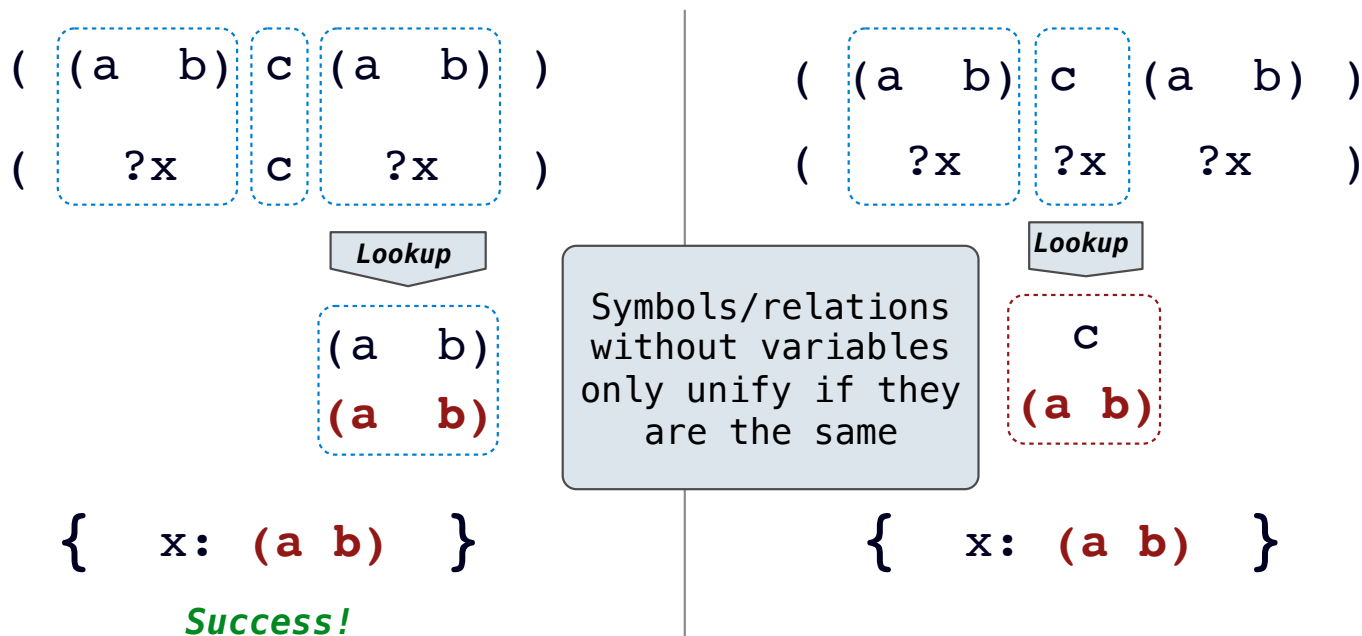 ( (a b) c (a b) )
( ?x c ?x )
Lookup
(a b)
(a b)
{ x: (a b) }
Success!
Symbols/relations
without variables
only unify if they
are the same
( (a b) c (a b) )
( ?x ?x ?x )
Lookup
c
(a b)
{ x: (a b) }